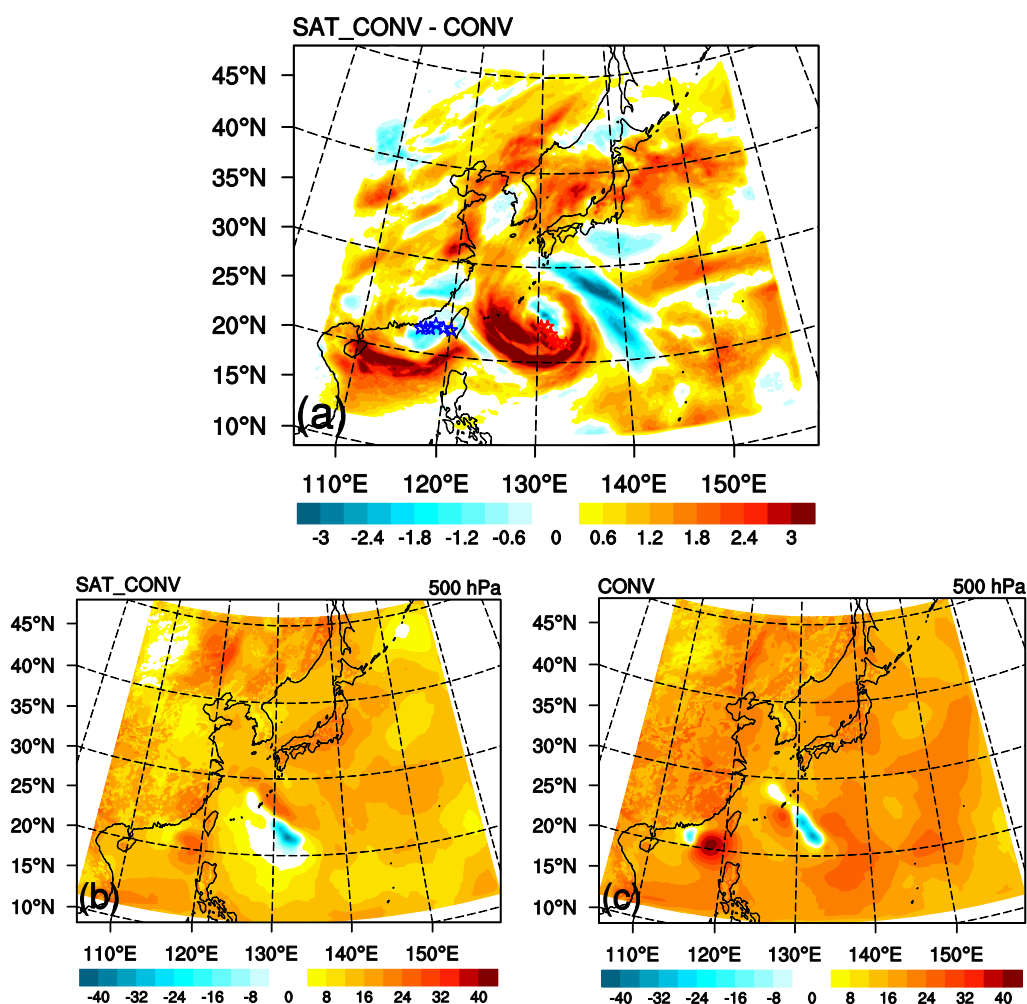 SAT_CONV - CONV
45°N
40°N
35°N
30°N
25°N
20°N
15°N
10°N
(a)
110°E 120°E 130°E 140°E 150°E
-3 -2.4 -1.8 -1.2 -0.6 0 0.6 1.2 1.8 2.4 3
SAT_CONV 500 hPa
45°N
40°N
35°N
30°N
25°N
20°N
15°N
10°N
(b)
110°E 120°E 130°E 140°E 150°E
-40 -32 -24 -16 -8 0 8 16 24 32 40
CONV 500 hPa
45°N
40°N
35°N
30°N
25°N
20°N
15°N
10°N
(c)
110°E 120°E 130°E 140°E 150°E
-40 -32 -24 -16 -8 0 8 16 24 32 40